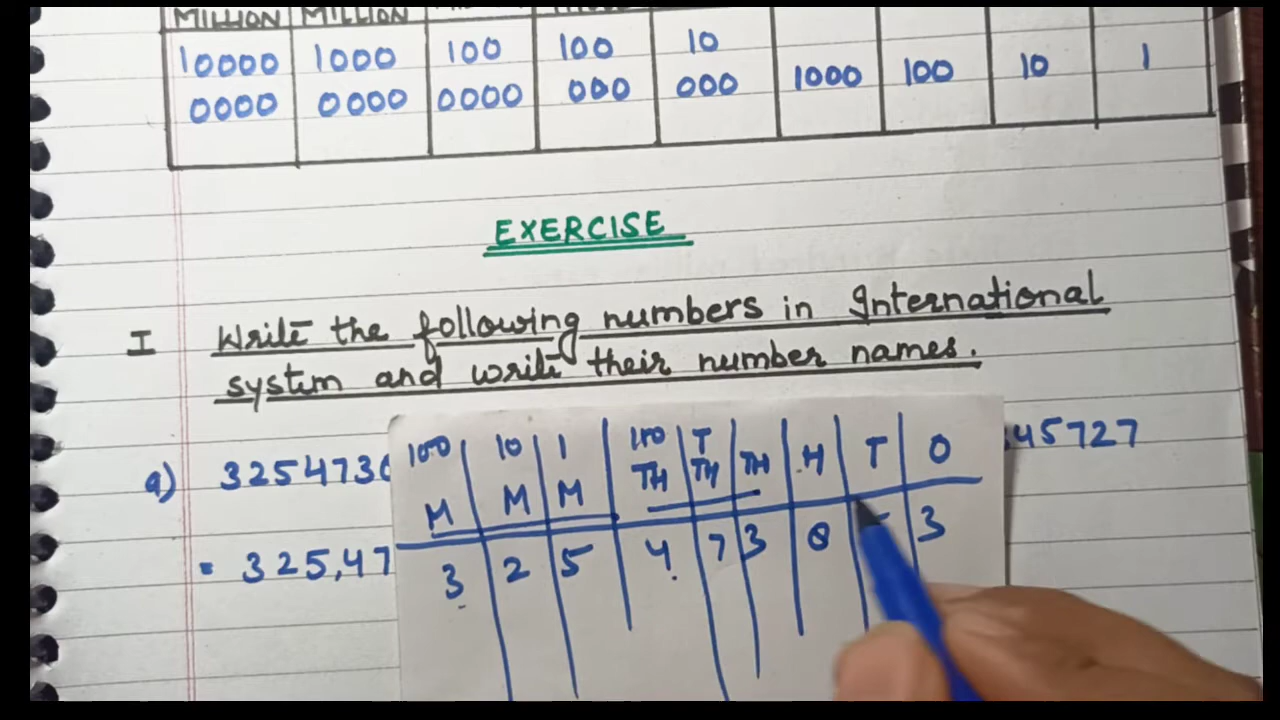 MILLION MILLION
10000 1000 100 100 10
0000 0000 0000 000 000 1000 100 10 1
EXERCISE
I Write the following numbers in International
system and write their number names.
a) 3254730 45727
= 325,47
100 10 1 100 T
M M M TH TH TH H T O
3 2 5 4 7 3 0 3